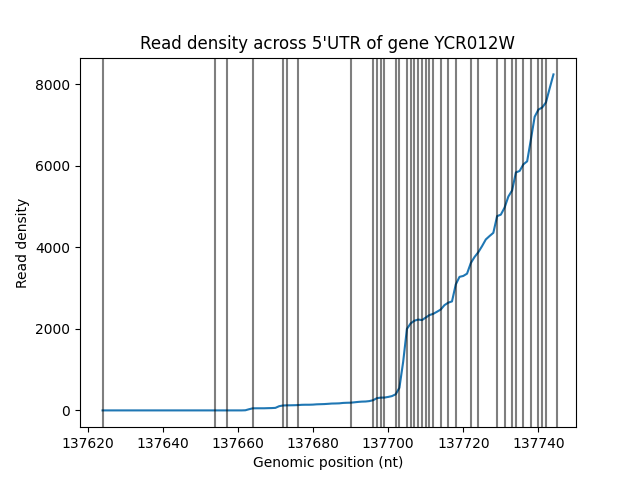 Read density across 5'UTR of gene YCR012W
Read density
8000
6000
4000
2000
0
137620 137640 137660 137680 137700 137720 137740
Genomic position (nt)